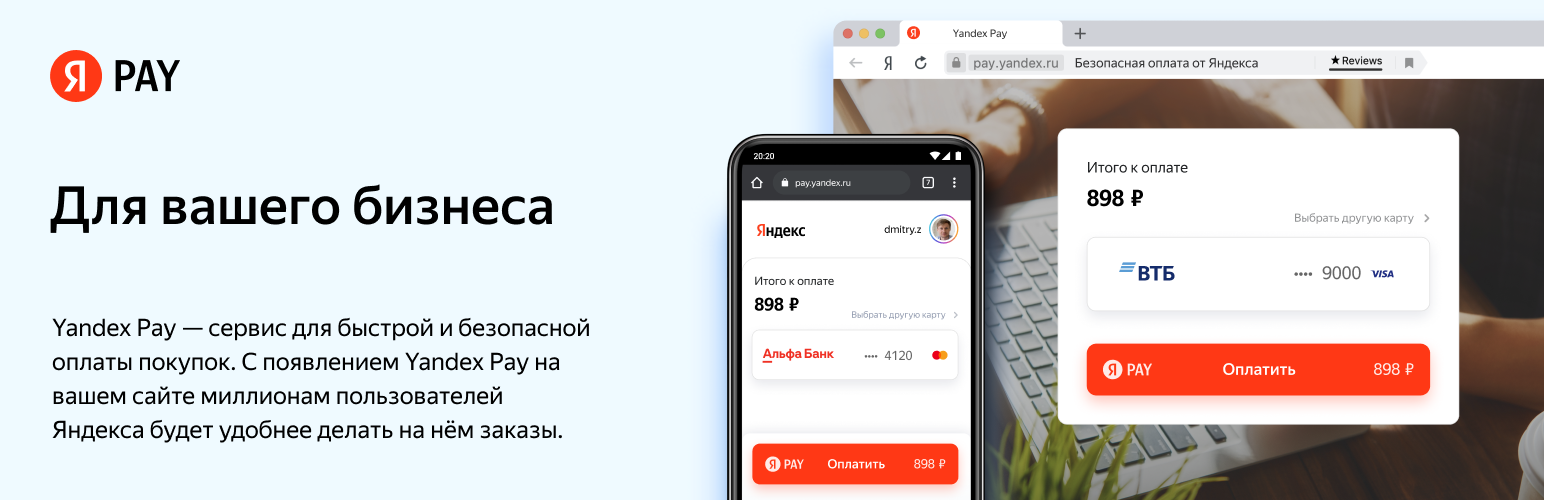 Я PAY
Для вашего бизнеса
Yandex Pay — сервис для быстрой и безопасной
оплаты покупок. С появлением Yandex Pay на
вашем сайте миллионам пользователей
Яндекса будет удобнее делать на нём заказы.
20:20
pay.yandex.ru 7
Яндекс dmitry.z
Итого к оплате
898 ₽
Выбрать другую карту
Альфа Банк •••• 4120
Я PAY Оплатить 898 ₽
Я Yandex Pay +
Я pay.yandex.ru Безопасная оплата от Яндекса ★ Reviews
Итого к оплате
898 ₽
Выбрать другую карту
ВТБ •••• 9000 VISA
Я PAY Оплатить 898 ₽